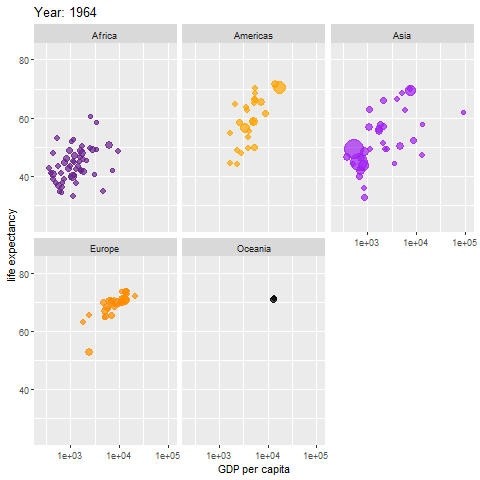 Year: 1964
Africa Americas Asia
80
60
40
1e+03 1e+04 1e+05
life expectancy
Europe Oceania
80
60
40
1e+03 1e+04 1e+05 1e+03 1e+04 1e+05
GDP per capita